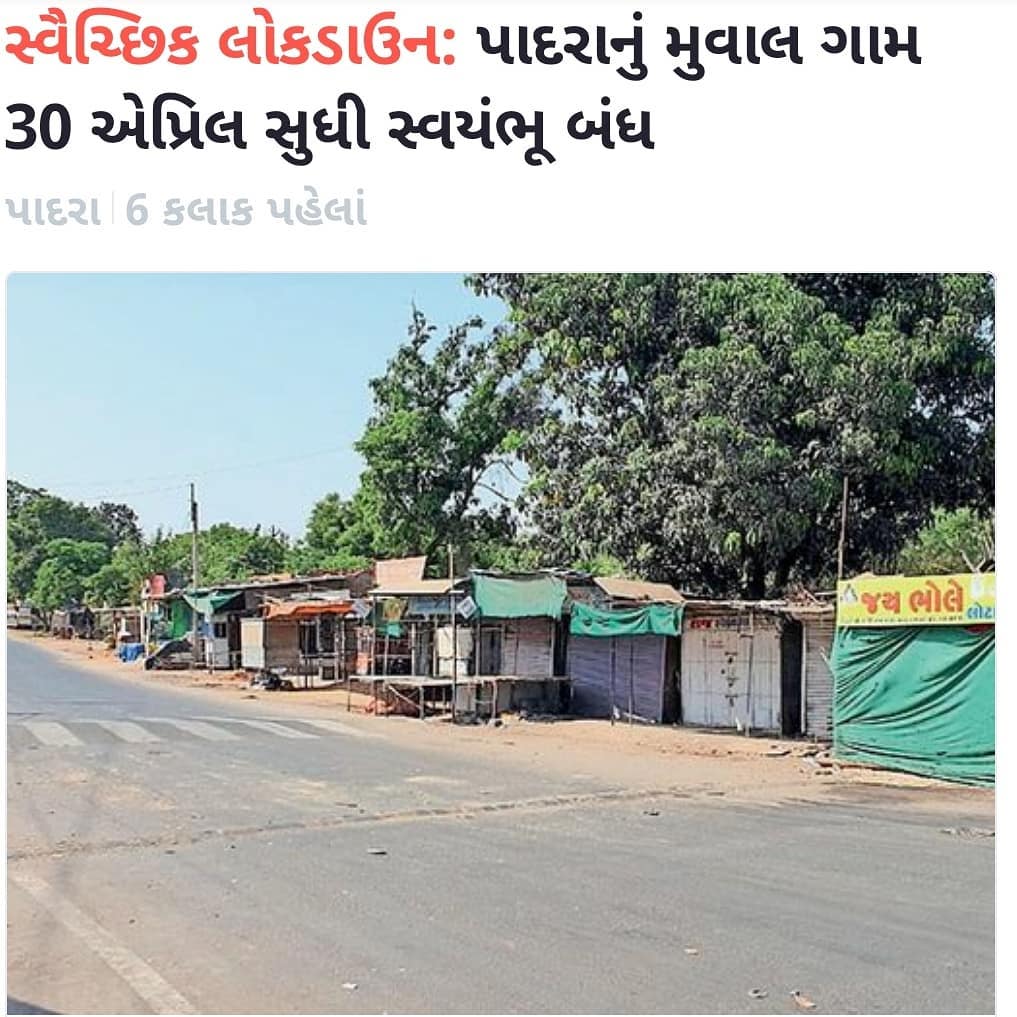 સ્વૈચ્છિક લોકડાઉન: પાદરાનું મુવાલ ગામ
30 એપ્રિલ સુધી સ્વયંભૂ બંધ
પાદરા | 6 કલાક પહેલાં
જય ભોલે
લોટા